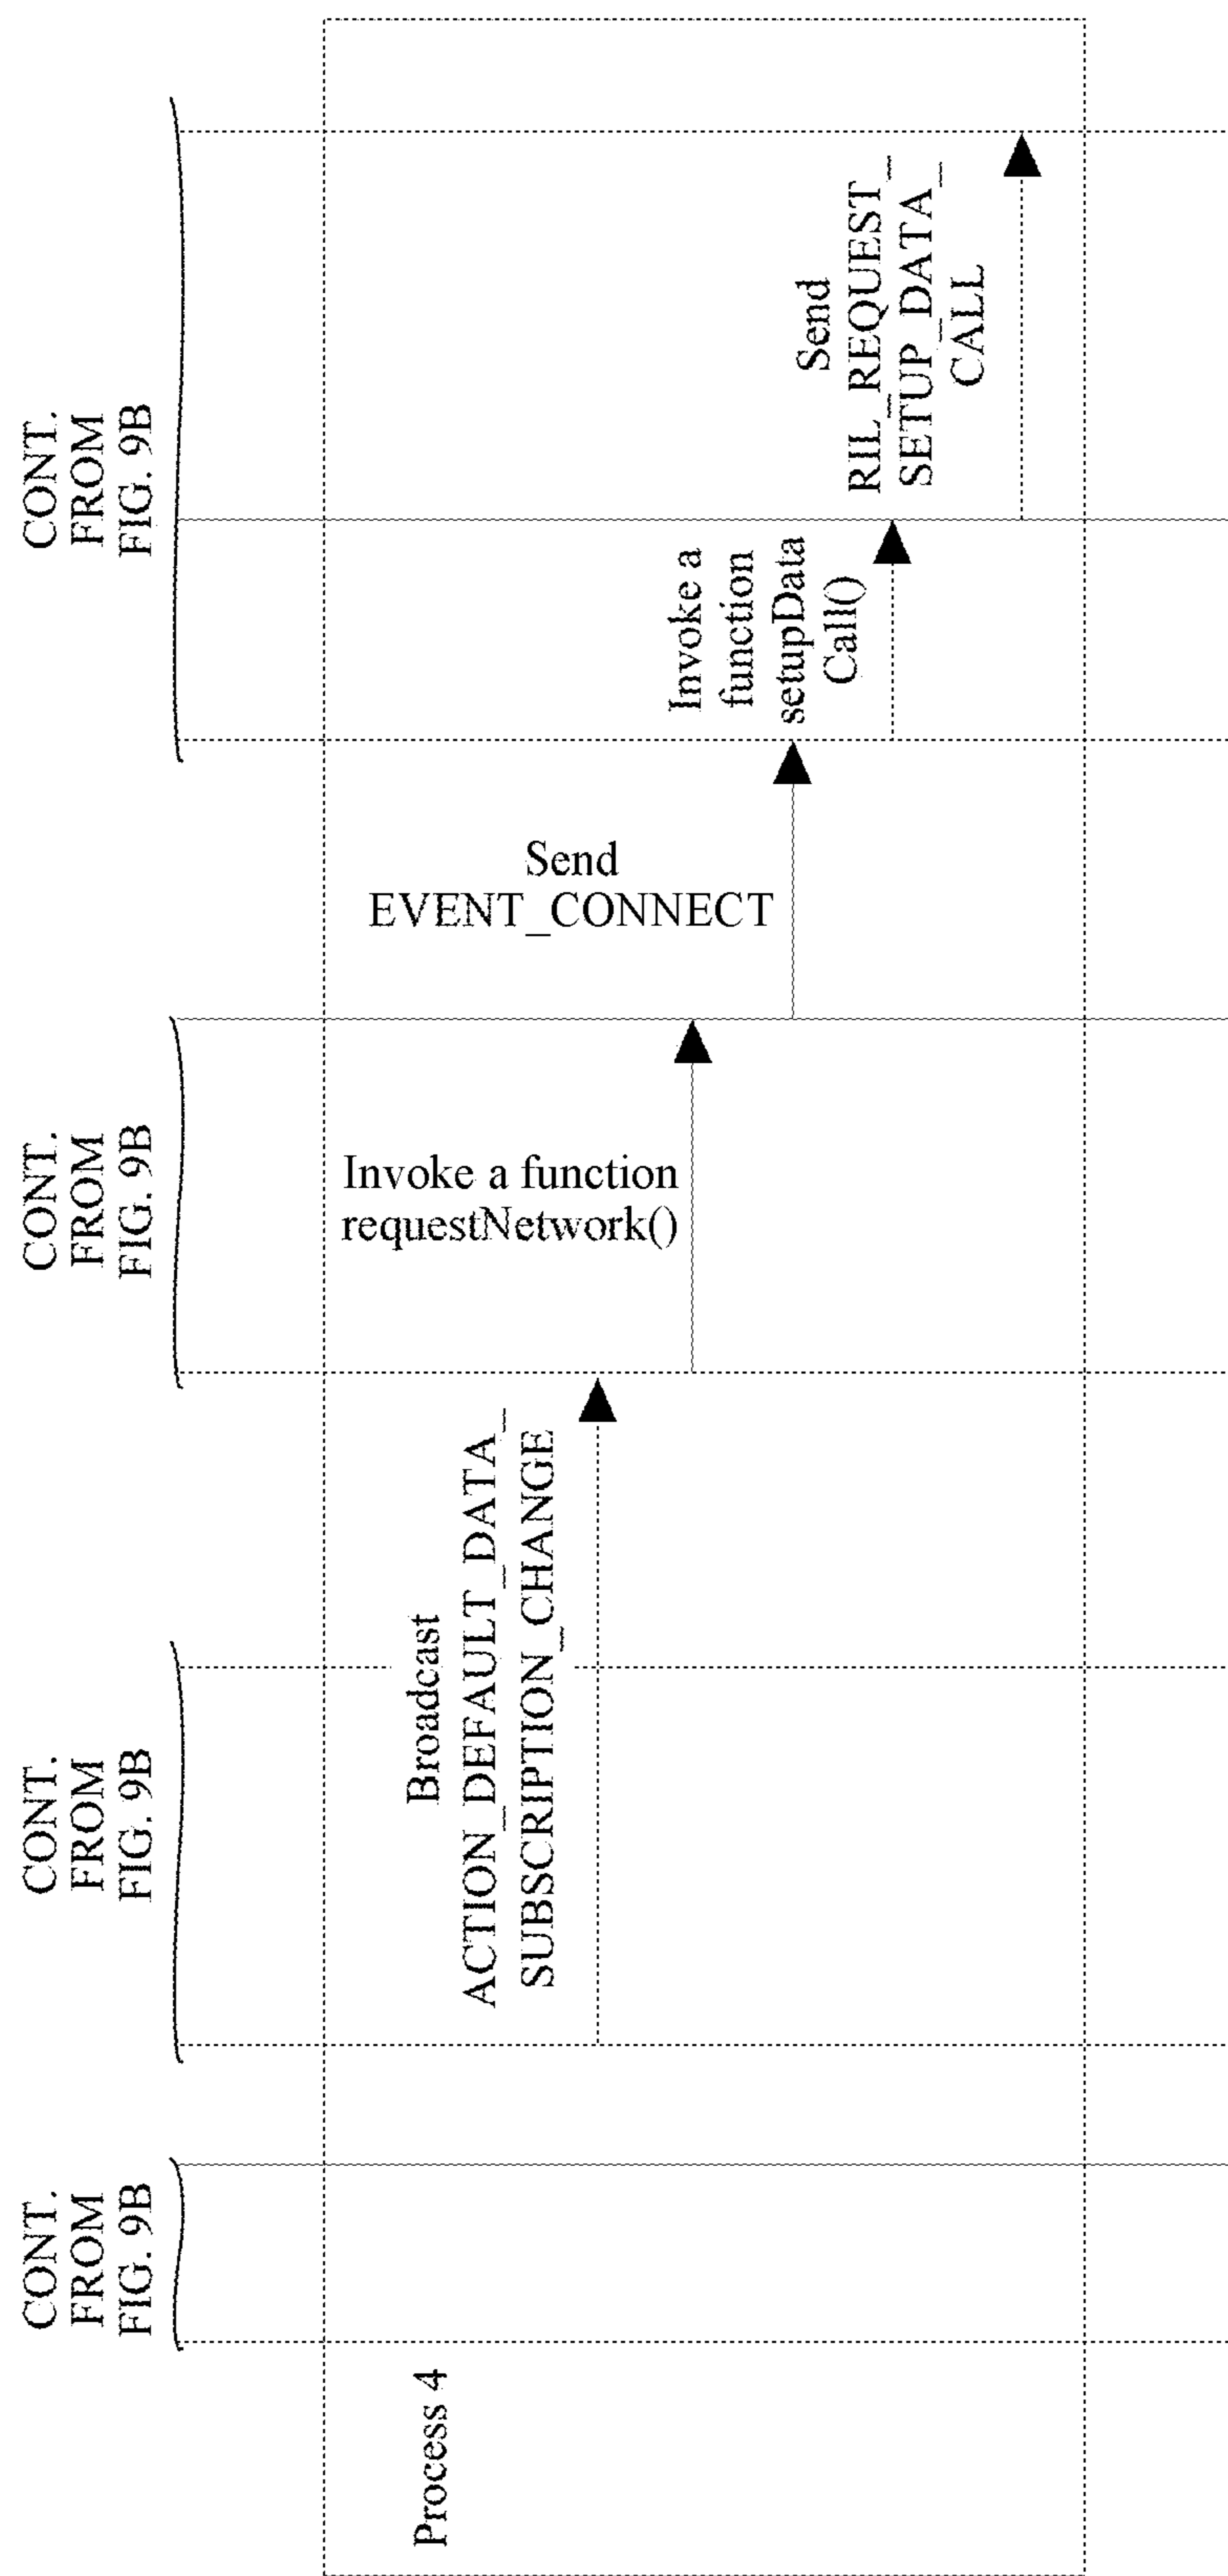 CONT.
FROM
FIG. 9B
CONT.
FROM
FIG. 9B
CONT.
FROM
FIG. 9B
CONT.
FROM
FIG. 9B
Process 4
Broadcast
ACTION_DEFAULT_DATA_
SUBSCRIPTION_CHANGE
Invoke a function
requestNetwork()
Send
EVENT_CONNECT
Invoke a
function
setupData
Call()
Send
RIL_REQUEST_
SETUP_DATA_
CALL